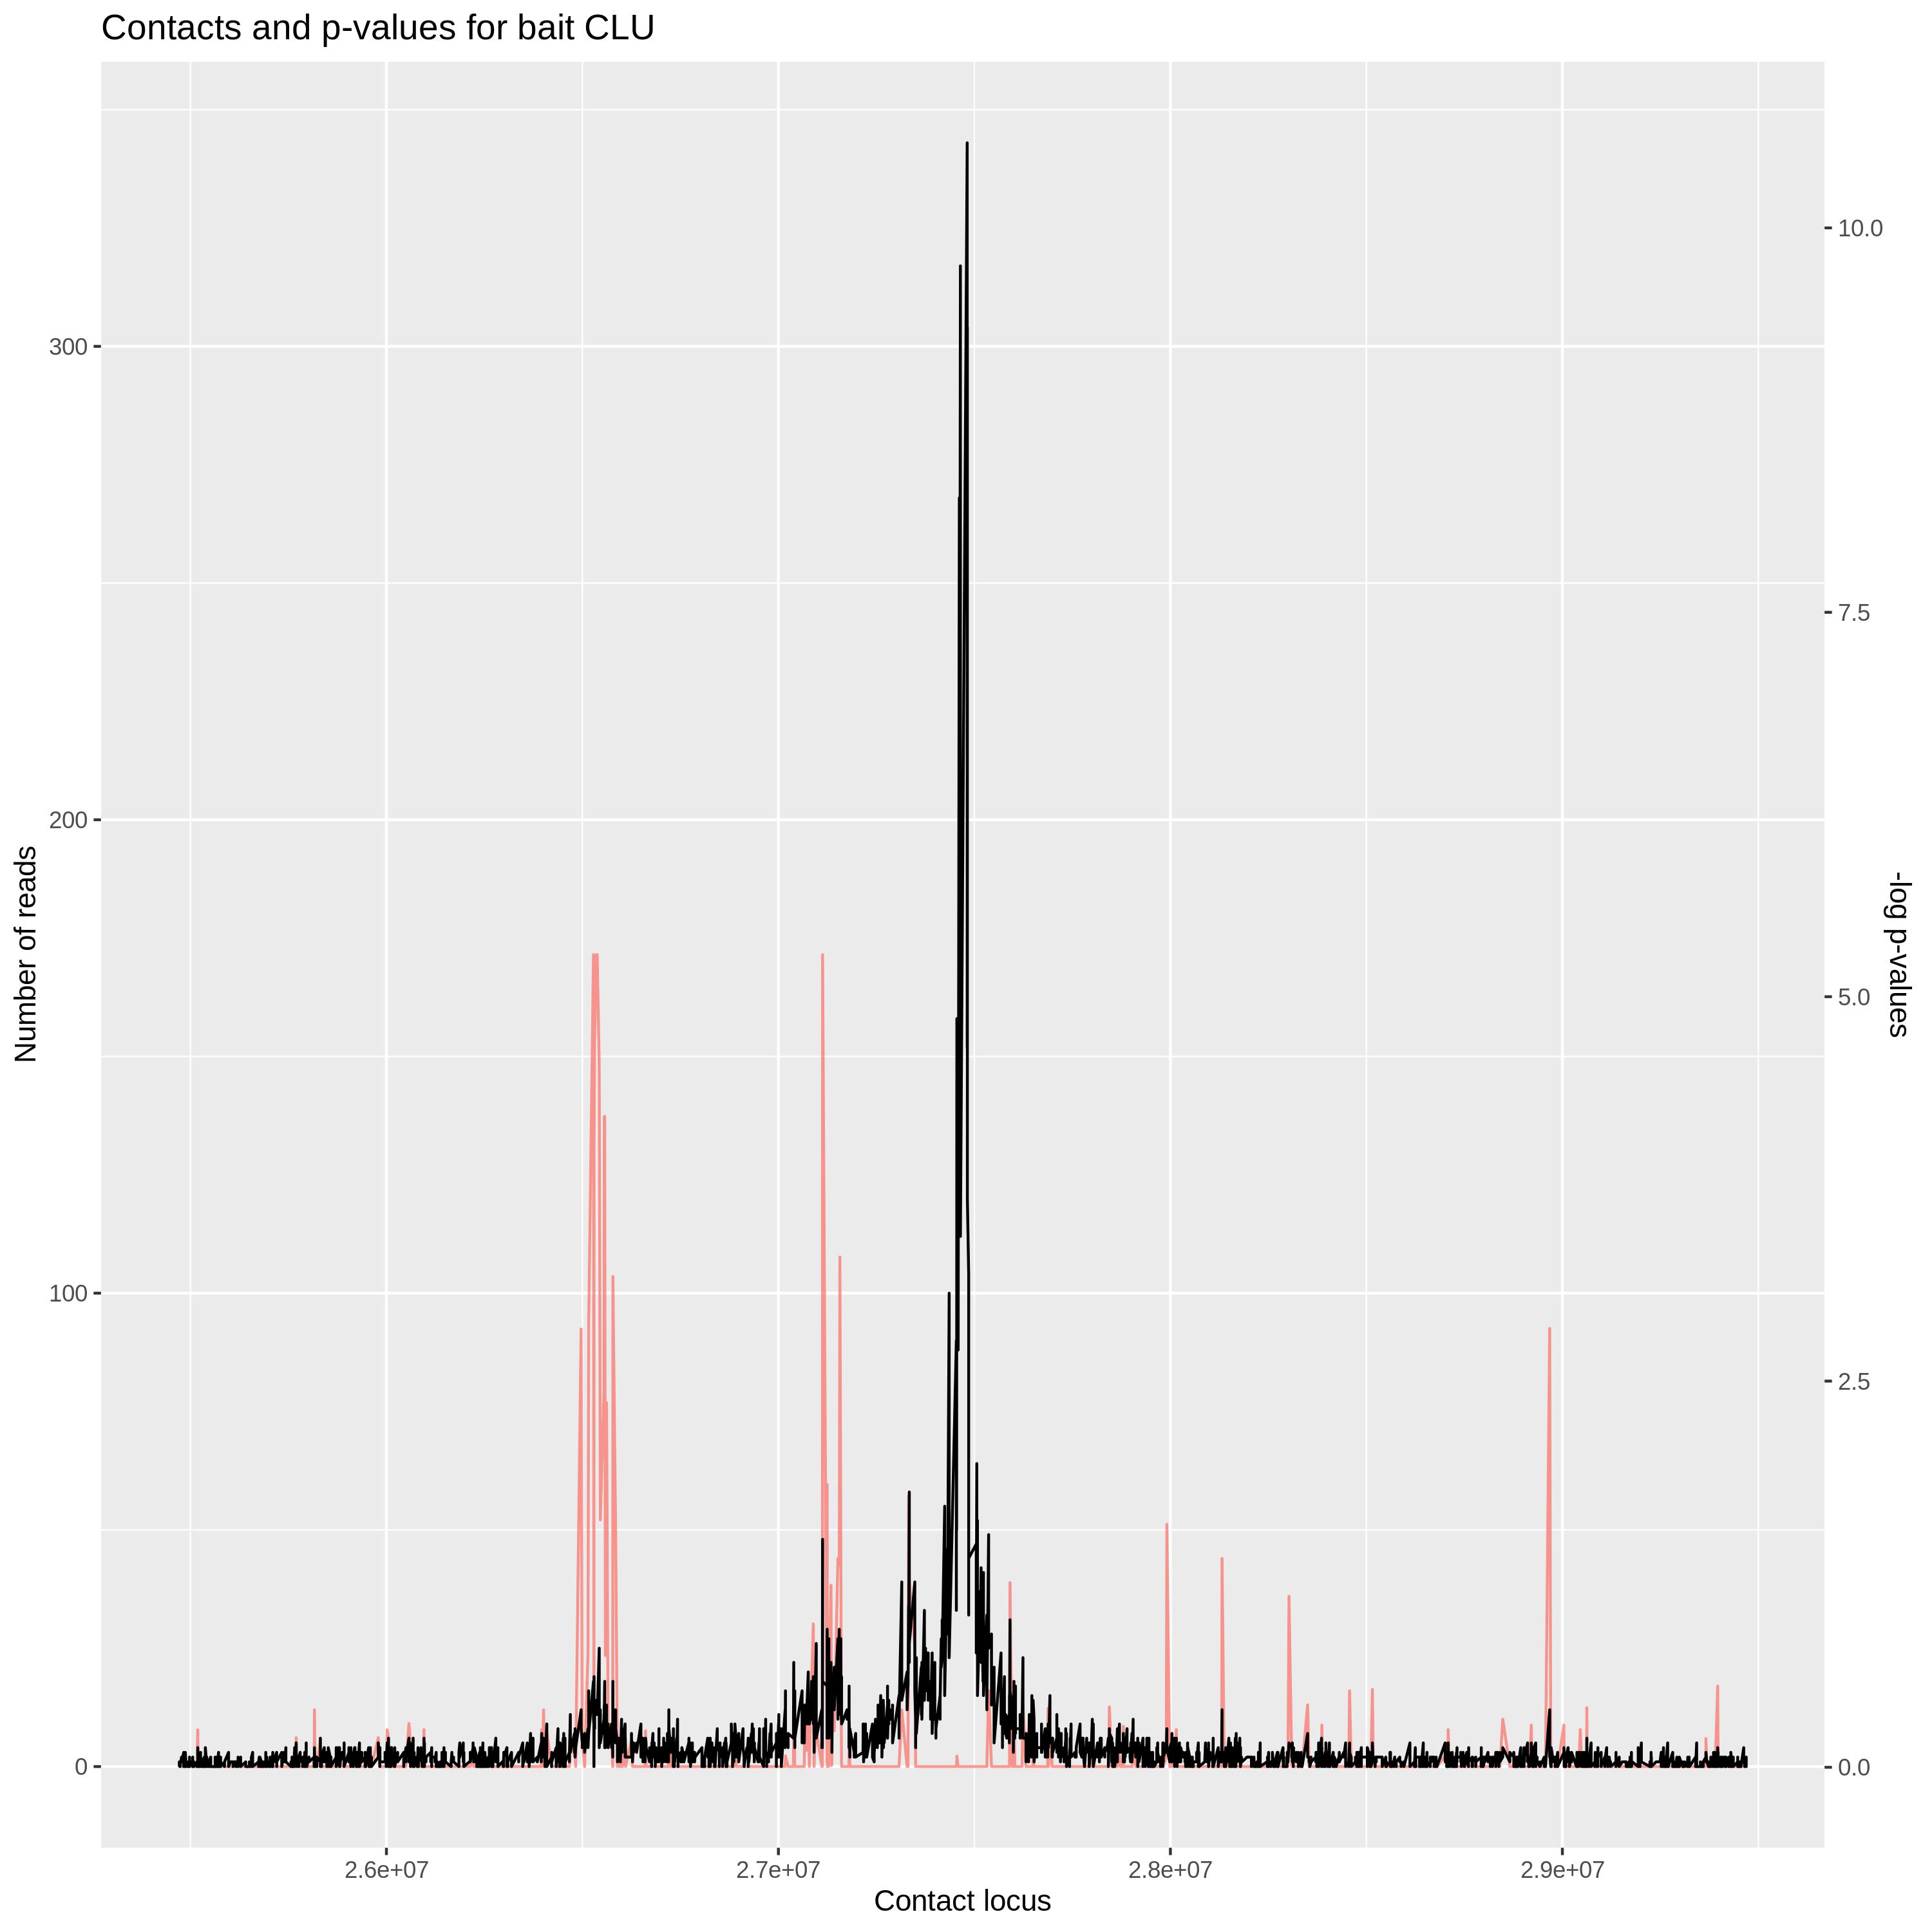 Contacts and p-values for bait CLU
300
200
100
0
Number of reads
10.0
7.5
5.0
2.5
0.0
-log p-values
2.6e+07
2.7e+07
2.8e+07
2.9e+07
Contact locus